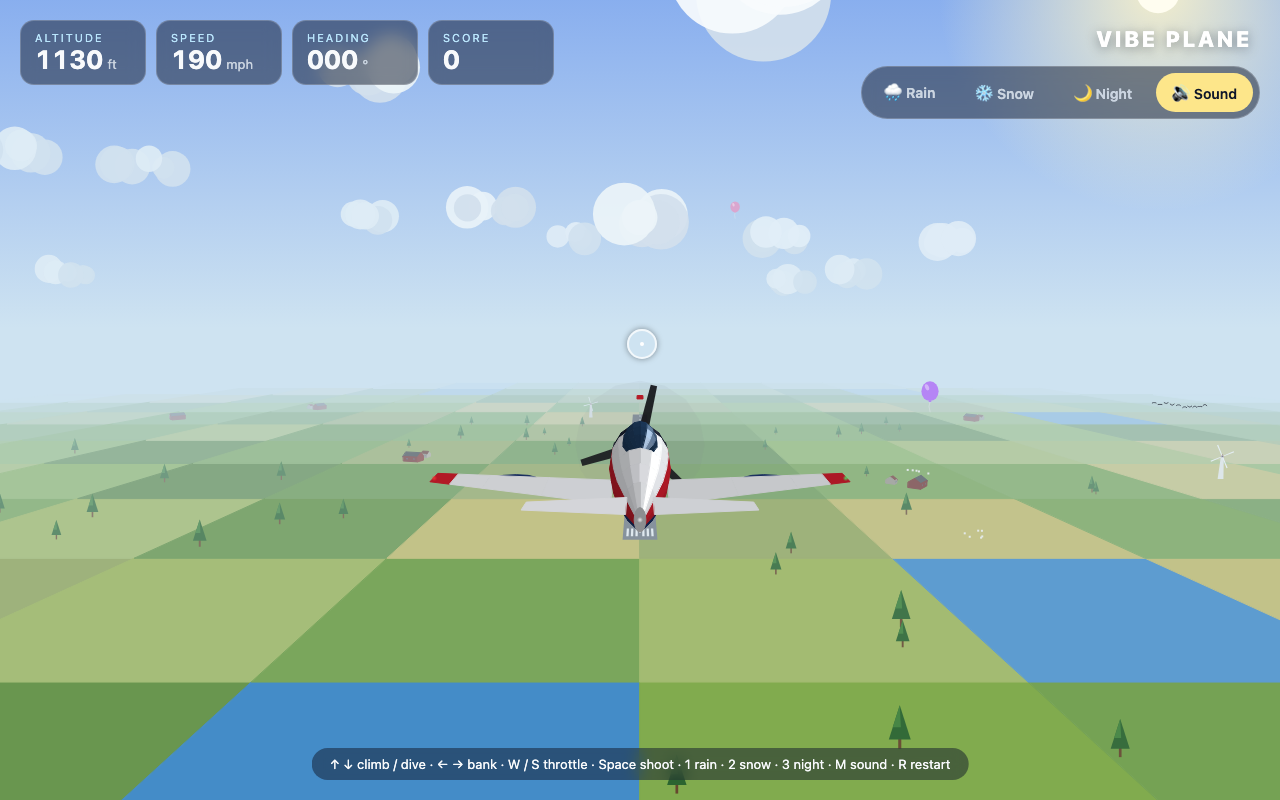 ALTITUDE
1130 ft
SPEED
190 mph
HEADING
000 °
SCORE
0
VIBE PLANE
Rain
Snow
Night
Sound
↑ ↓ climb / dive · ← → bank · W / S throttle · Space shoot · 1 rain · 2 snow · 3 night · M sound · R restart